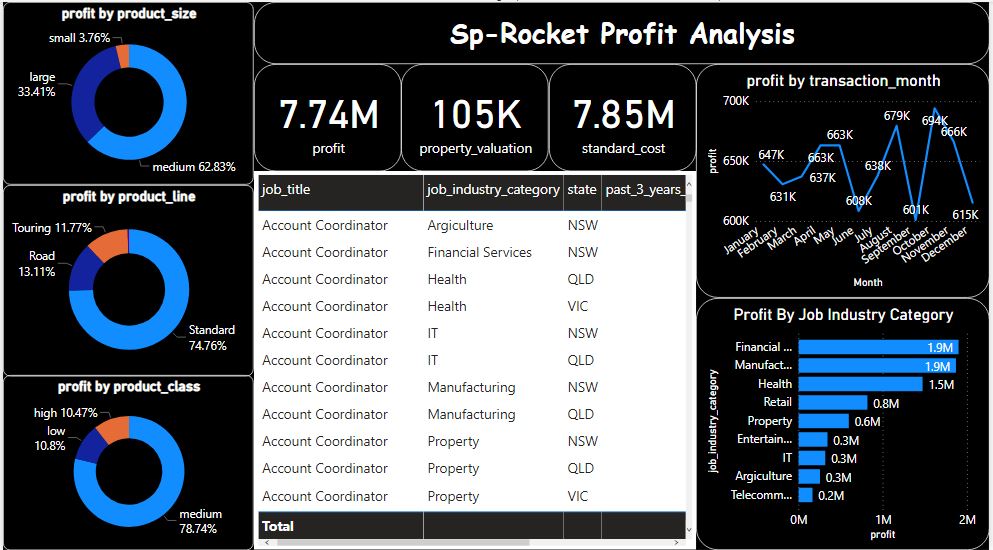 profit by product_size
small 3.76%
large
33.41%
medium 62.83%
profit by product_line
Touring 11.77%
Road
13.11%
Standard
74.76%
profit by product_class
high 10.47%
low
10.8%
medium
78.74%
Sp-Rocket Profit Analysis
7.74M
profit
105K
property_valuation
7.85M
standard_cost
job_title job_industry_category state past_3_years_
Account Coordinator Argiculture NSW
Account Coordinator Financial Services NSW
Account Coordinator Health QLD
Account Coordinator Health VIC
Account Coordinator IT NSW
Account Coordinator IT QLD
Account Coordinator Manufacturing NSW
Account Coordinator Manufacturing QLD
Account Coordinator Property NSW
Account Coordinator Property QLD
Account Coordinator Property VIC
Total
profit by transaction_month
profit
700K
650K
600K
647K
631K
637K
663K
663K
608K
638K
679K
601K
694K
666K
615K
January
February
March
April
May
June
July
August
September
October
November
December
Month
Profit By Job Industry Category
job_industry_category
Financial ... 1.9M
Manufact... 1.9M
Health 1.5M
Retail 0.8M
Property 0.6M
Entertain... 0.3M
IT 0.3M
Argiculture 0.3M
Telecomm... 0.2M
0M 1M 2M
profit